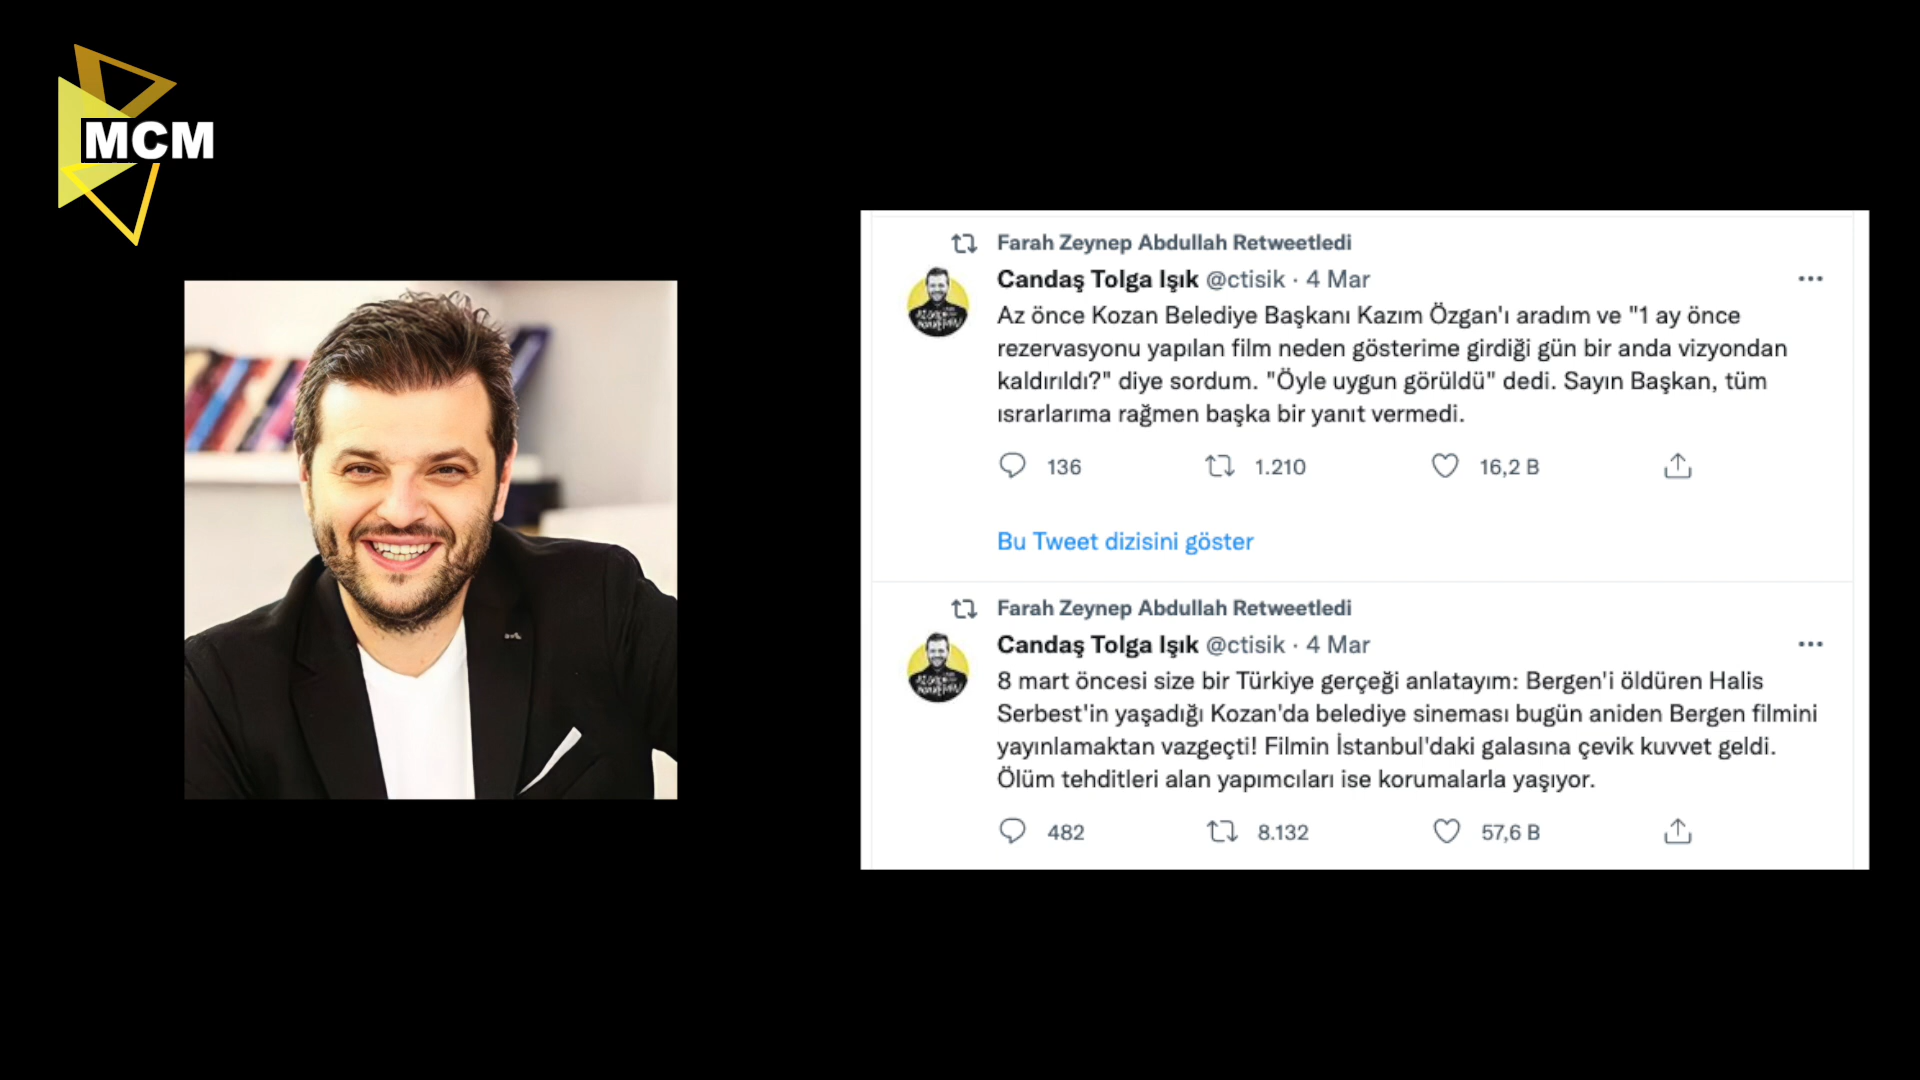 MCM
Farah Zeynep Abdullah Retweetledi
Candaş Tolga Işık @ctisik · 4 Mar
Az önce Kozan Belediye Başkanı Kazım Özgan'ı aradım ve "1 ay önce
rezervasyonu yapılan film neden gösterime girdiği gün bir anda vizyondan
kaldırıldı?" diye sordum. "Öyle uygun görüldü" dedi. Sayın Başkan, tüm
ısrarlarıma rağmen başka bir yanıt vermedi.
136 1.210 16,2 B
Bu Tweet dizisini göster
Farah Zeynep Abdullah Retweetledi
Candaş Tolga Işık @ctisik · 4 Mar
8 mart öncesi size bir Türkiye gerçeği anlatayım: Bergen'i öldüren Halis
Serbest'in yaşadığı Kozan'da belediye sineması bugün aniden Bergen filmini
yayınlamaktan vazgeçti! Filmin İstanbul'daki galasına çevik kuvvet geldi.
Ölüm tehditleri alan yapımcıları ise korumalarla yaşıyor.
482 8.132 57,6 B